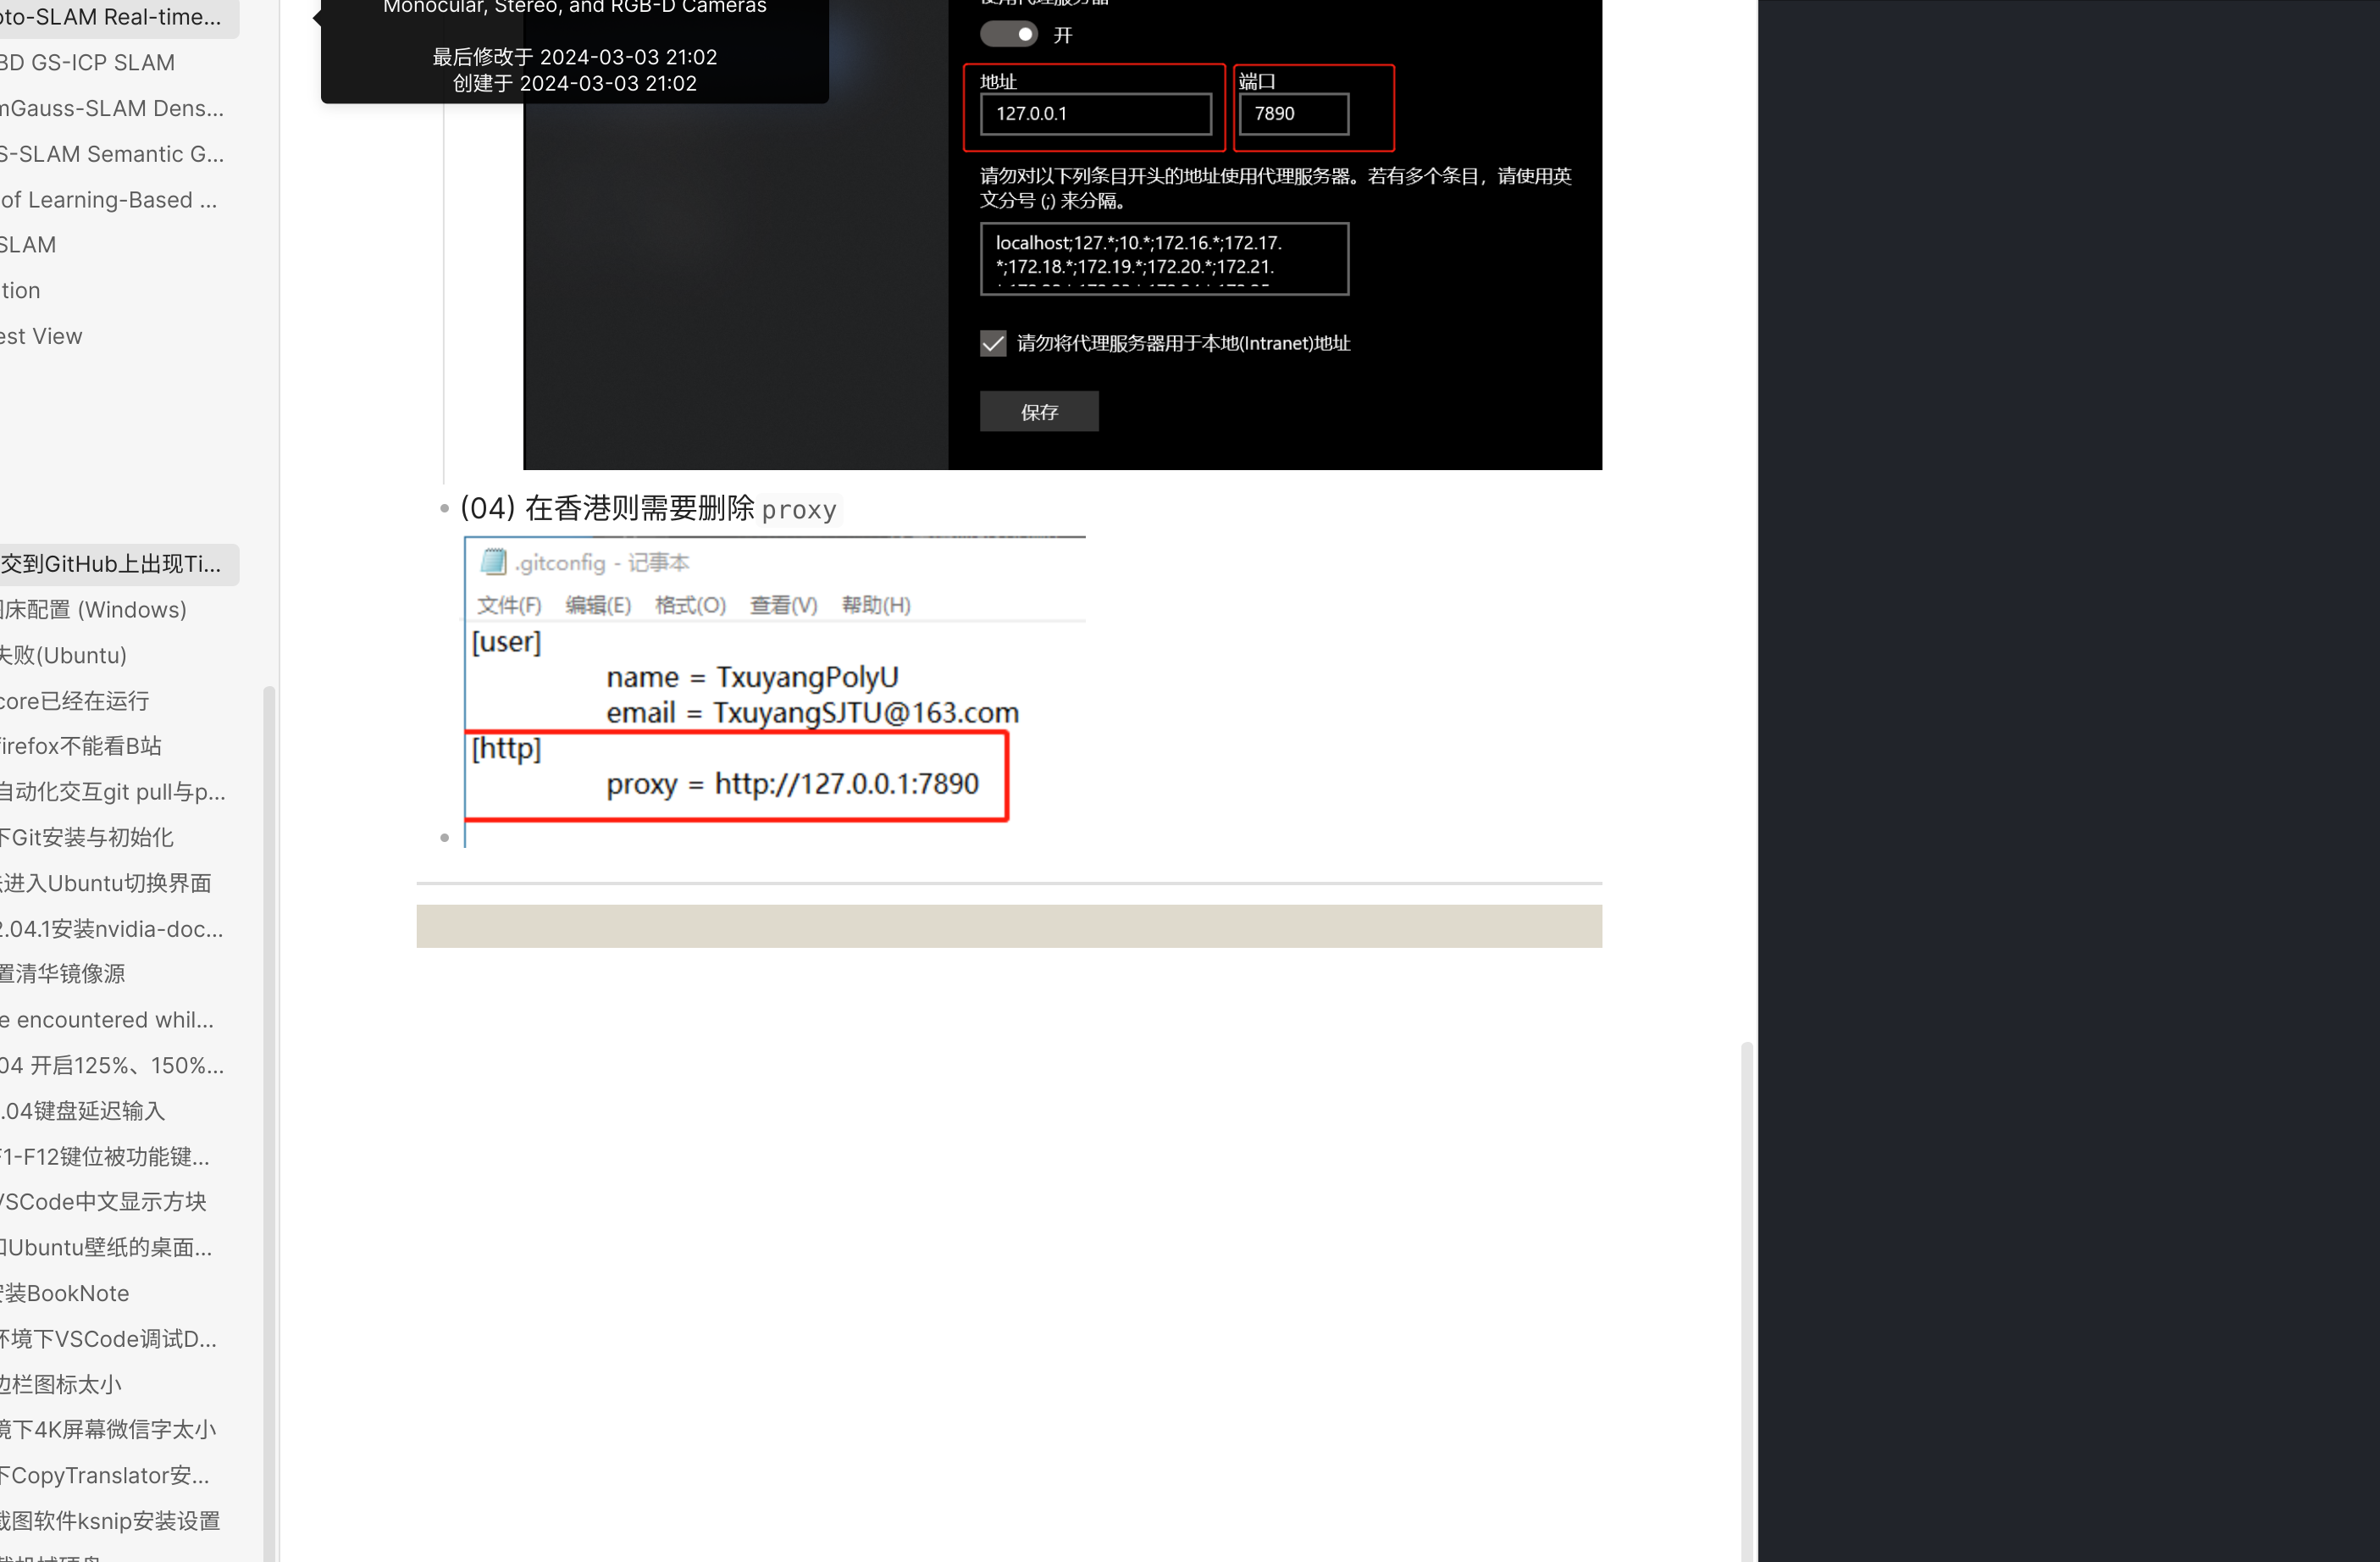 oto-SLAM Real-time...
BD GS-ICP SLAM
mGauss-SLAM Dens...
S-SLAM Semantic G...
of Learning-Based ...
SLAM
tion
est View
交到GitHub上出现Ti...
床配置 (Windows)
失败(Ubuntu)
core已经在运行
firefox不能看B站
自动化交互git pull与p...
下Git安装与初始化
进入Ubuntu切换界面
2.04.1安装nvidia-doc...
置清华镜像源
e encountered whil...
04 开启125%、150%...
.04键盘延迟输入
F1-F12键位被功能键...
VSCode中文显示方块
Ubuntu壁纸的桌面...
安装BookNote
环境下VSCode调试D...
边栏图标太小
境下4K屏幕微信字太小
下CopyTranslator安...
截图软件ksnip安装设置
Monocular, Stereo, and RGB-D Cameras
最后修改于 2024-03-03 21:02
创建于 2024-03-03 21:02
使用代理服务器
开
地址 端口
127.0.0.1 7890
请勿对以下列条目开头的地址使用代理服务器。若有多个条目，请使用英
文分号 (;) 来分隔。
localhost;127.*;10.*;172.16.*;172.17.
*;172.18.*;172.19.*;172.20.*;172.21.
请勿将代理服务器用于本地(Intranet)地址
保存
(04) 在香港则需要删除 proxy
.gitconfig - 记事本
文件(F) 编辑(E) 格式(O) 查看(V) 帮助(H)
[user]
name = TxuyangPolyU
email = TxuyangSJTU@163.com
[http]
proxy = http://127.0.0.1:7890